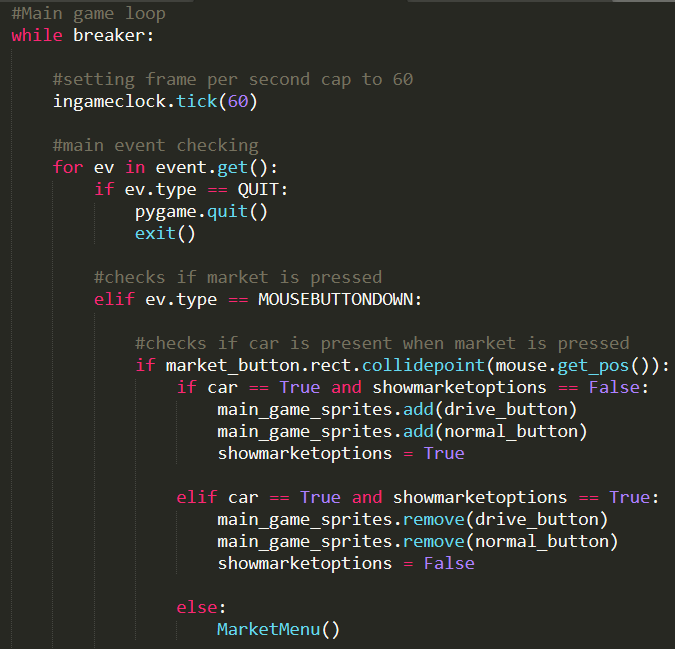 #Main game loop
while breaker:
#setting frame per second cap to 60
ingameclock.tick(60)
#main event checking
for ev in event.get():
if ev.type == QUIT:
pygame.quit()
exit()
#checks if market is pressed
elif ev.type == MOUSEBUTTONDOWN:
#checks if car is present when market is pressed
if market_button.rect.collidepoint(mouse.get_pos()):
if car == True and showmarketoptions == False:
main_game_sprites.add(drive_button)
main_game_sprites.add(normal_button)
showmarketoptions = True
elif car == True and showmarketoptions == True:
main_game_sprites.remove(drive_button)
main_game_sprites.remove(normal_button)
showmarketoptions = False
else:
MarketMenu()